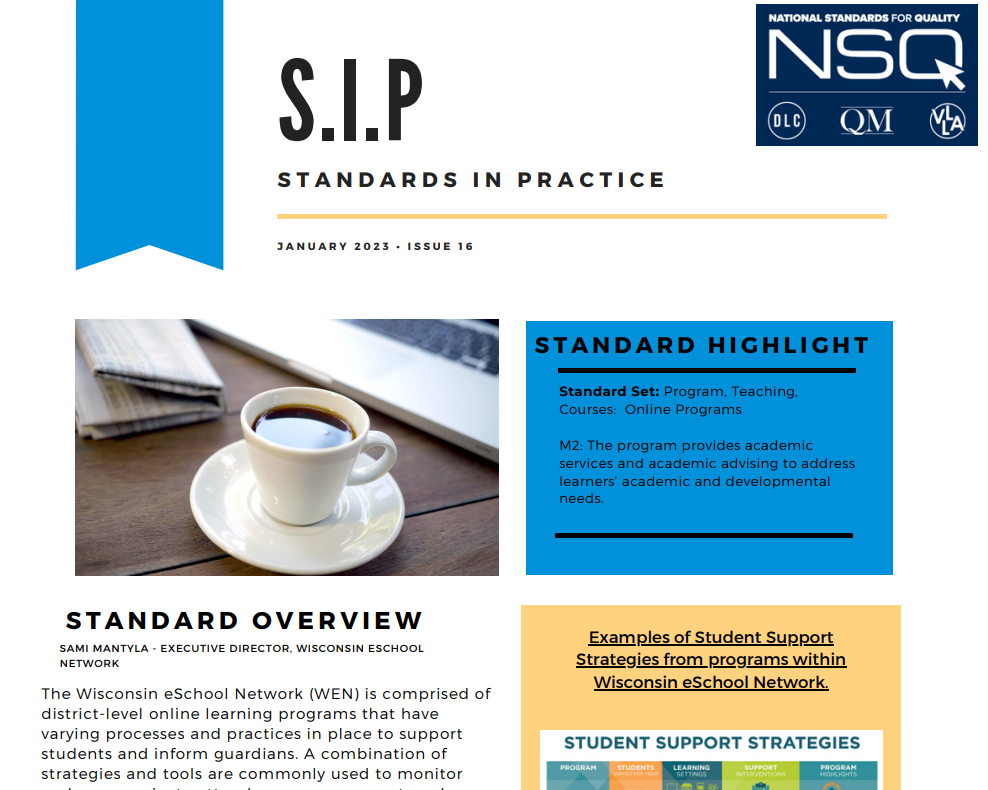 NATIONAL STANDARDS FOR QUALITY
NSQ
DLC
QM
VLLA
S.I.P
STANDARDS IN PRACTICE
JANUARY 2023 • ISSUE 16
STANDARD HIGHLIGHT
Standard Set: Program, Teaching,
Courses: Online Programs
M2: The program provides academic
services and academic advising to address
learners' academic and developmental
needs.
STANDARD OVERVIEW
SAMI MANTYLA - EXECUTIVE DIRECTOR, WISCONSIN ESCHOOL
NETWORK
The Wisconsin eSchool Network (WEN) is comprised of
district-level online learning programs that have
varying processes and practices in place to support
students and inform guardians. A combination of
strategies and tools are commonly used to monitor
Examples of Student Support
Strategies from programs within
Wisconsin eSchool Network.
STUDENT SUPPORT STRATEGIES
PROGRAM
STUDENTS
SERVED PER YEAR
LEARNING
SETTINGS
SUPPORT
INTERVENTIONS
PROGRAM
HIGHLIGHTS